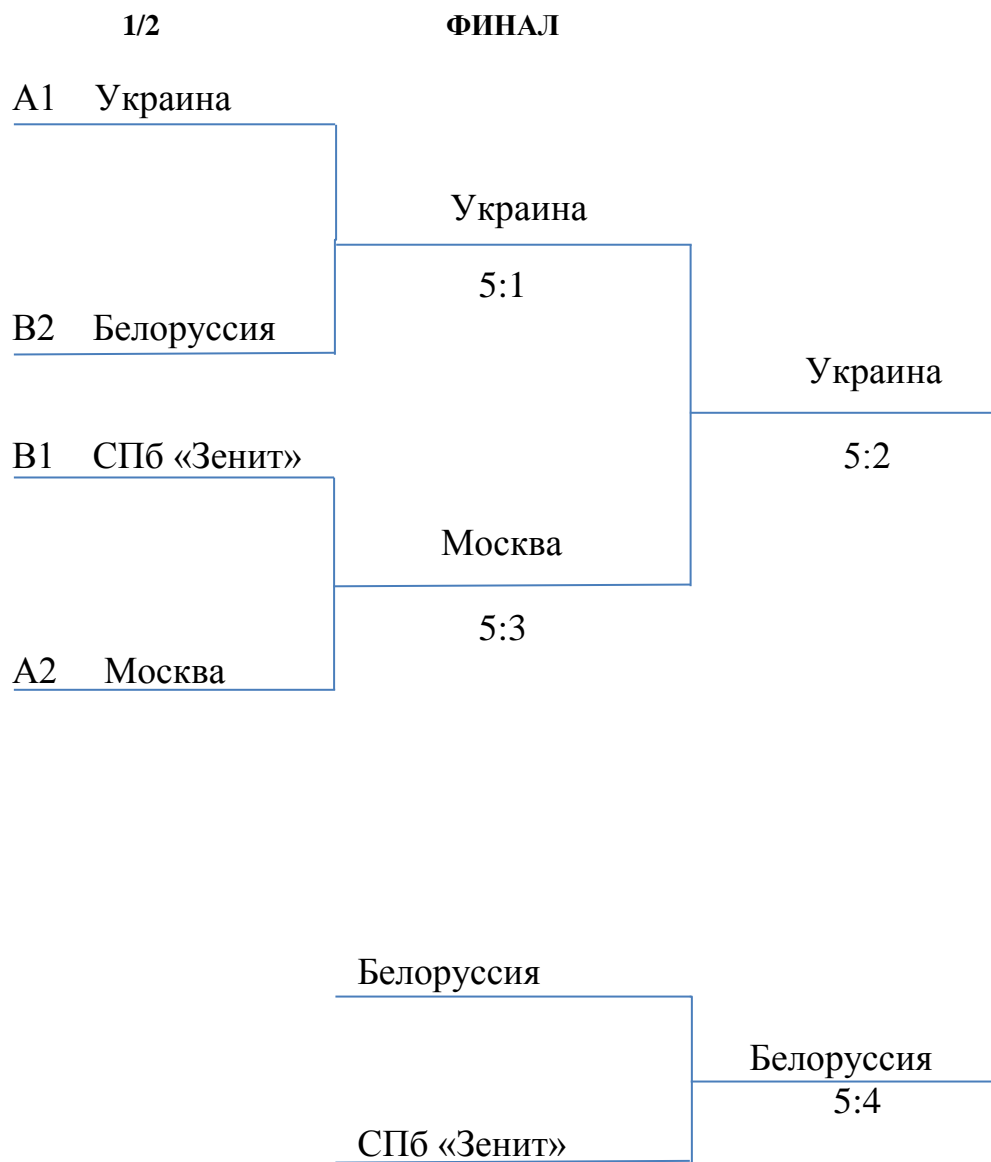 1/2 ФИНАЛ
А1 Украина
Украина
5:1
В2 Белоруссия
Украина
В1 СПб «Зенит»
5:2
Москва
5:3
А2 Москва
Белоруссия
Белоруссия
5:4
СПб «Зенит»